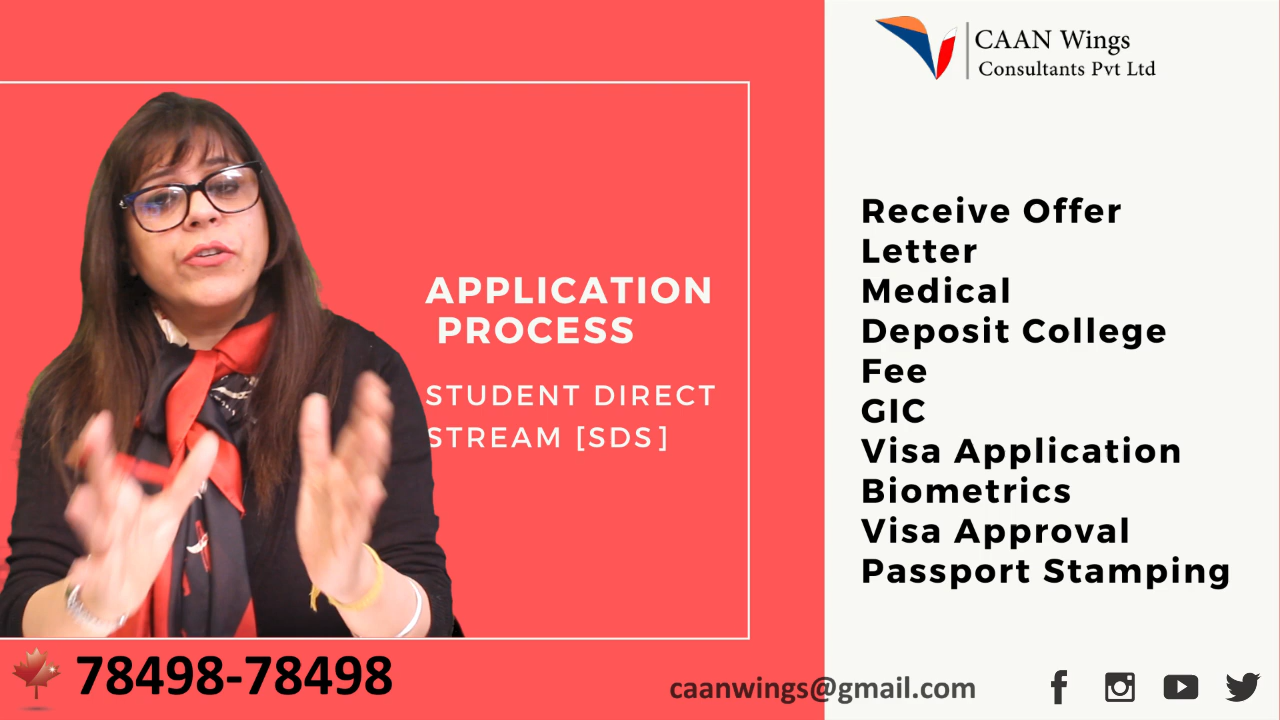 CAAN Wings
Consultants Pvt Ltd
APPLICATION
PROCESS
STUDENT DIRECT
STREAM [SDS]
Receive Offer
Letter
Medical
Deposit College
Fee
GIC
Visa Application
Biometrics
Visa Approval
Passport Stamping
78498-78498
caanwings@gmail.com